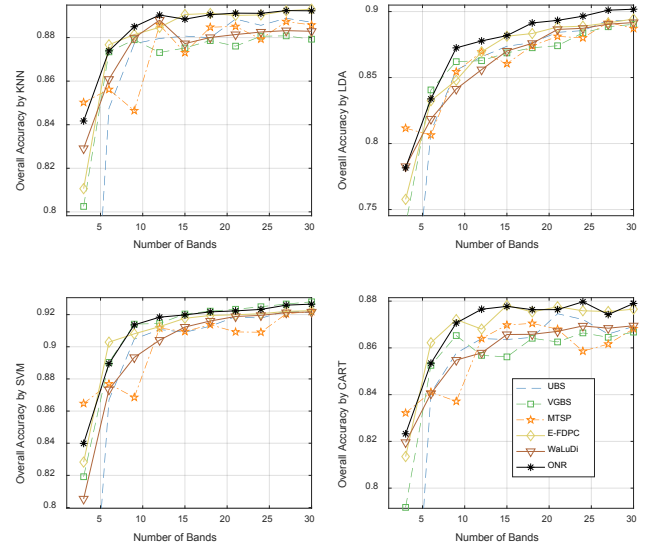 Overall Accuracy by KNN
0.88
0.86
0.84
0.82
0.8
5 10 15 20 25 30
Number of Bands
Overall Accuracy by LDA
0.9
0.85
0.8
0.75
5 10 15 20 25 30
Number of Bands
Overall Accuracy by SVM
0.92
0.9
0.88
0.86
0.84
0.82
0.8
5 10 15 20 25 30
Number of Bands
Overall Accuracy by CART
0.88
0.86
0.84
0.82
0.8
5 10 15 20 25 30
Number of Bands
UBS
VGBS
MTSP
E-FDPC
WaLuDi
ONR